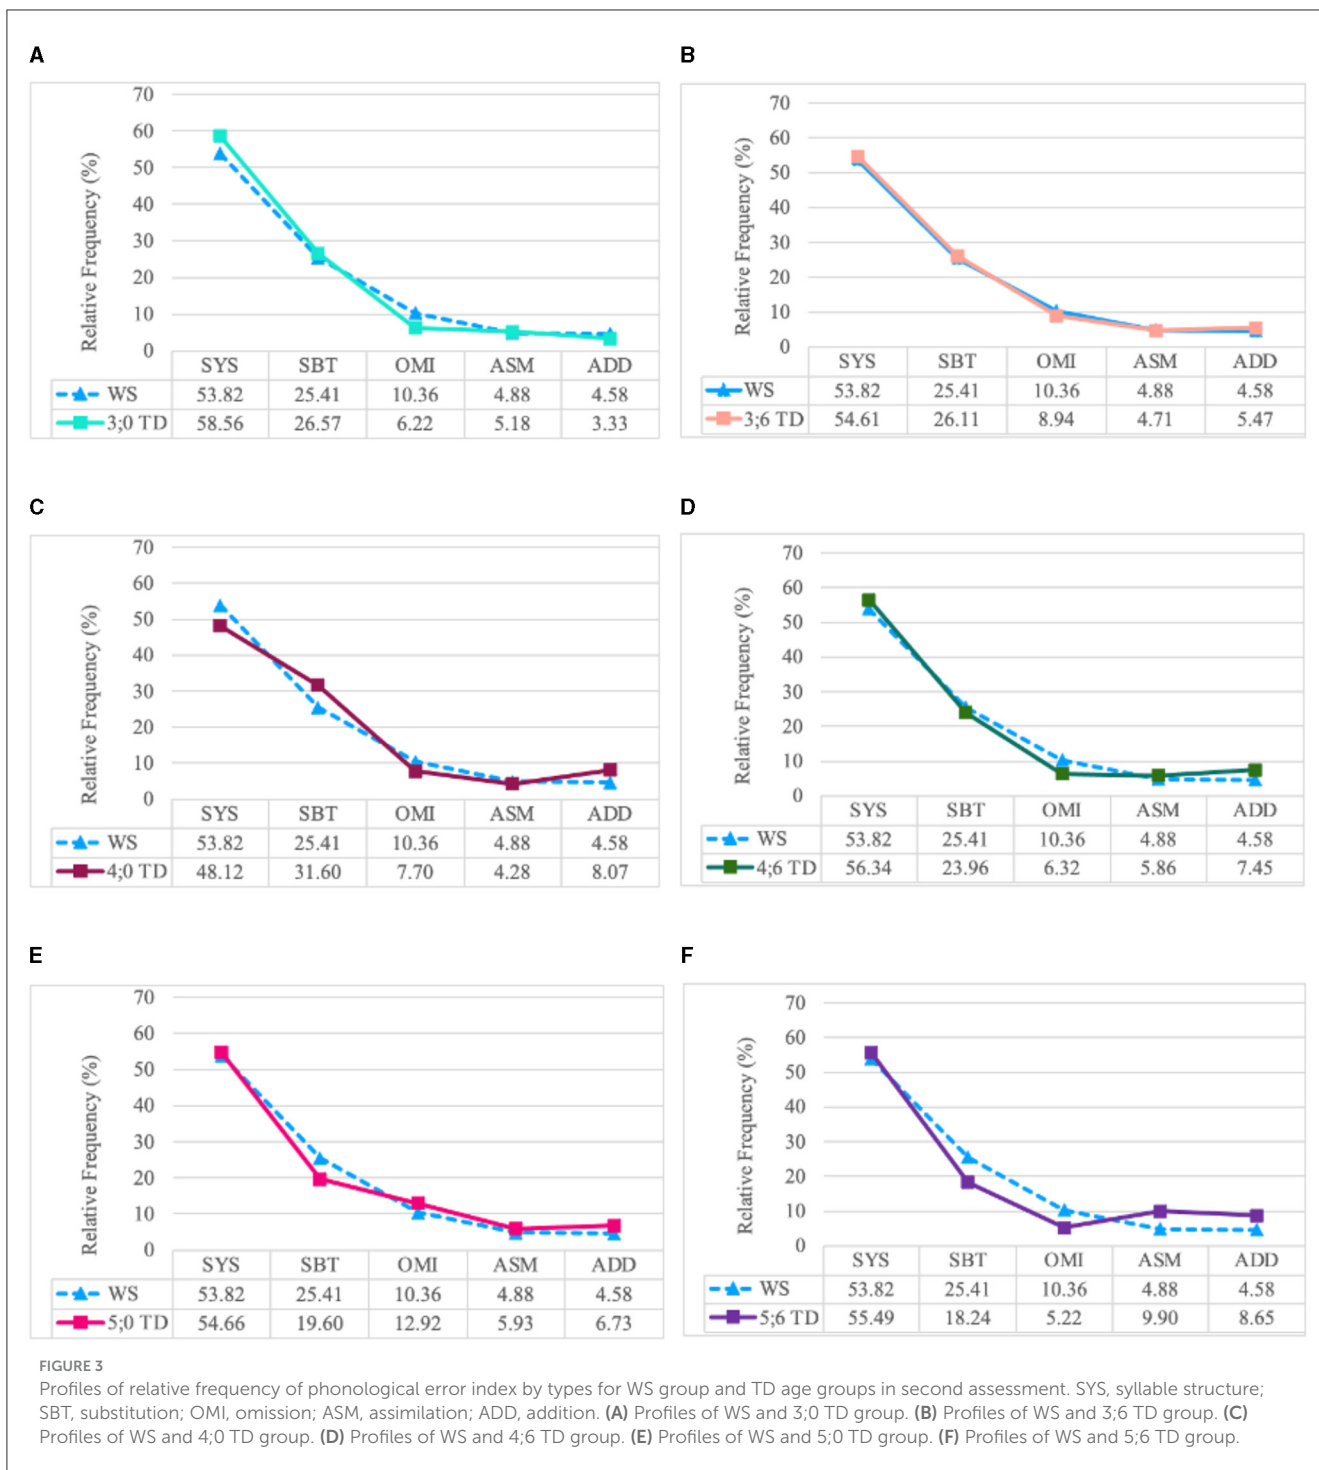 A
70
60
50
40
30
20
10
0
Relative Frequency (%)
SYS SBT OMI ASM ADD
WS 53.82 25.41 10.36 4.88 4.58
3;0 TD 58.56 26.57 6.22 5.18 3.33
B
70
60
50
40
30
20
10
0
Relative Frequency (%)
SYS SBT OMI ASM ADD
WS 53.82 25.41 10.36 4.88 4.58
3;6 TD 54.61 26.11 8.94 4.71 5.47
C
70
60
50
40
30
20
10
0
Relative Frequency (%)
SYS SBT OMI ASM ADD
WS 53.82 25.41 10.36 4.88 4.58
4;0 TD 48.12 31.60 7.70 4.28 8.07
D
70
60
50
40
30
20
10
0
Relative Frequency (%)
SYS SBT OMI ASM ADD
WS 53.82 25.41 10.36 4.88 4.58
4;6 TD 56.34 23.96 6.32 5.86 7.45
E
70
60
50
40
30
20
10
0
Relative Frequency (%)
SYS SBT OMI ASM ADD
WS 53.82 25.41 10.36 4.88 4.58
5;0 TD 54.66 19.60 12.92 5.93 6.73
F
70
60
50
40
30
20
10
0
Relative Frequency (%)
SYS SBT OMI ASM ADD
WS 53.82 25.41 10.36 4.88 4.58
5;6 TD 55.49 18.24 5.22 9.90 8.65
FIGURE 3
Profiles of relative frequency of phonological error index by types for WS group and TD age groups in second assessment. SYS, syllable structure;
SBT, substitution; OMI, omission; ASM, assimilation; ADD, addition. (A) Profiles of WS and 3;0 TD group. (B) Profiles of WS and 3;6 TD group. (C)
Profiles of WS and 4;0 TD group. (D) Profiles of WS and 4;6 TD group. (E) Profiles of WS and 5;0 TD group. (F) Profiles of WS and 5;6 TD group.